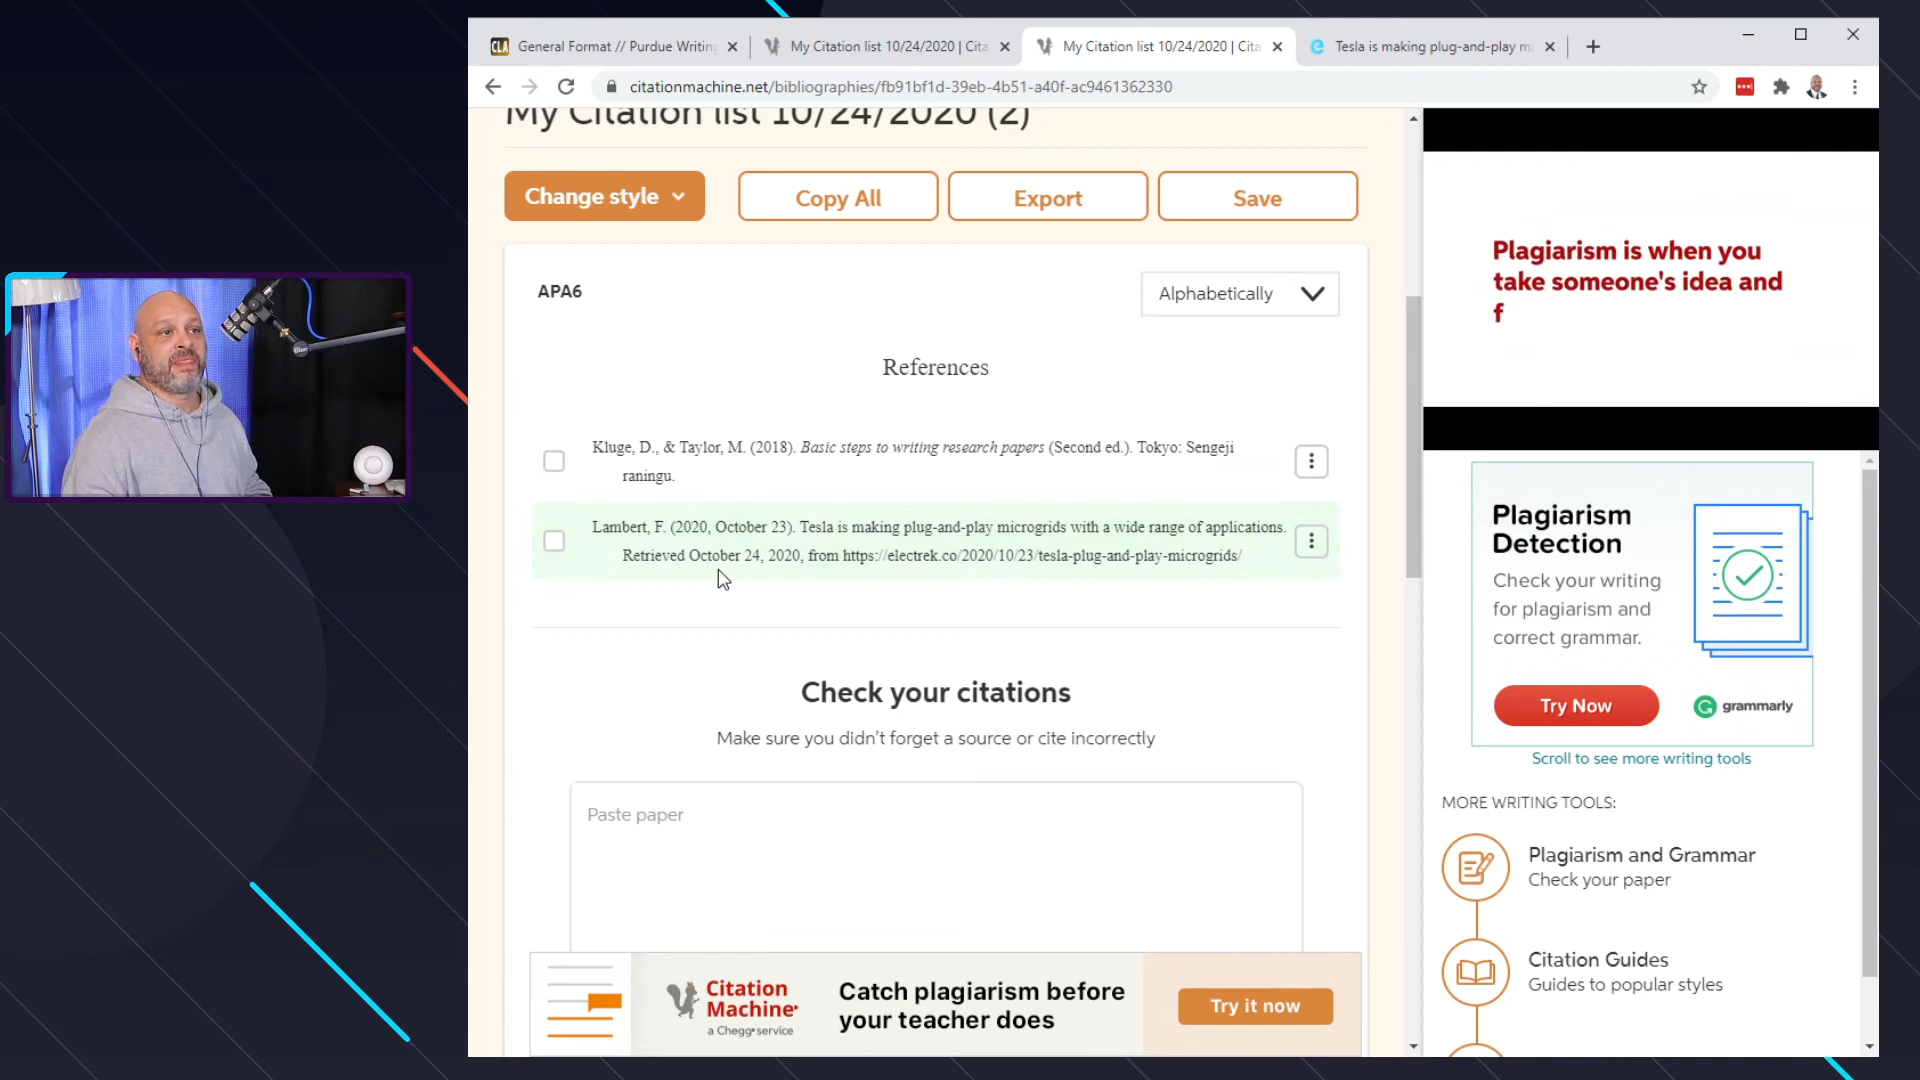 General Format // Purdue Writing
My Citation list 10/24/2020 | Cita
My Citation list 10/24/2020 | Cita
Tesla is making plug-and-play m
citationmachine.net/bibliographies/fb91bf1d-39eb-4b51-a40f-ac9461362330
My Citation list 10/24/2020 (2)
Change style
Copy All
Export
Save
APA6
Alphabetically
References
Kluge, D., & Taylor, M. (2018). Basic steps to writing research papers (Second ed.). Tokyo: Sengeji
raningu.
Lambert, F. (2020, October 23). Tesla is making plug-and-play microgrids with a wide range of applications.
Retrieved October 24, 2020, from https://electrek.co/2020/10/23/tesla-plug-and-play-microgrids/
Check your citations
Make sure you didn’t forget a source or cite incorrectly
Paste paper
Citation
Machine
a Chegg service
Catch plagiarism before
your teacher does
Try it now
Plagiarism is when you
take someone's idea and
f
Plagiarism
Detection
Check your writing
for plagiarism and
correct grammar.
Try Now
grammarly
Scroll to see more writing tools
MORE WRITING TOOLS:
Plagiarism and Grammar
Check your paper
Citation Guides
Guides to popular styles